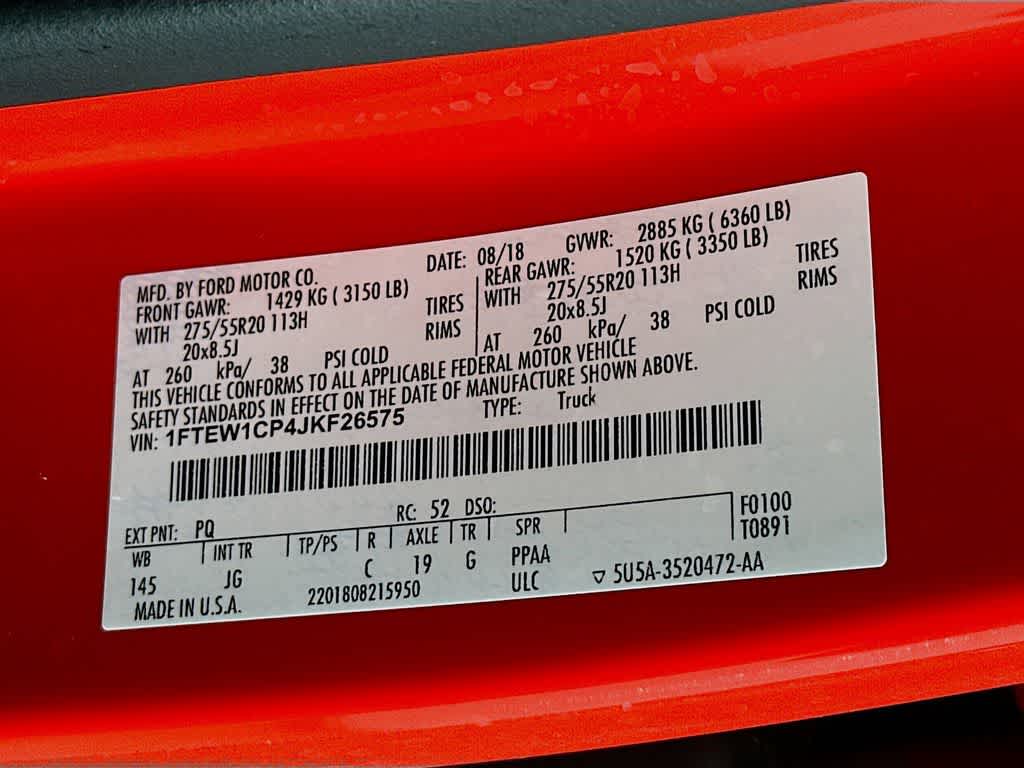 MFD. BY FORD MOTOR CO.
DATE: 08/18 GVWR: 2885 KG ( 6360 LB)
FRONT GAWR: 1429 KG ( 3150 LB)
WITH 275/55R20 113H TIRES
20x8.5J RIMS
AT 260 kPa/ 38 PSI COLD
REAR GAWR: 1520 KG ( 3350 LB)
WITH 275/55R20 113H TIRES
20x8.5J RIMS
AT 260 kPa/ 38 PSI COLD
THIS VEHICLE CONFORMS TO ALL APPLICABLE FEDERAL MOTOR VEHICLE
SAFETY STANDARDS IN EFFECT ON THE DATE OF MANUFACTURE SHOWN ABOVE.
VIN: 1FTEW1CP4JKF26575 TYPE: Truck
EXT PNT: PQ RC: 52 DSO: F0100
WB INT TR TP/PS R AXLE TR SPR T0891
145 JG C 19 G PPAA
MADE IN U.S.A. 2201808215950 ULC ▽ 5U5A-3520472-AA